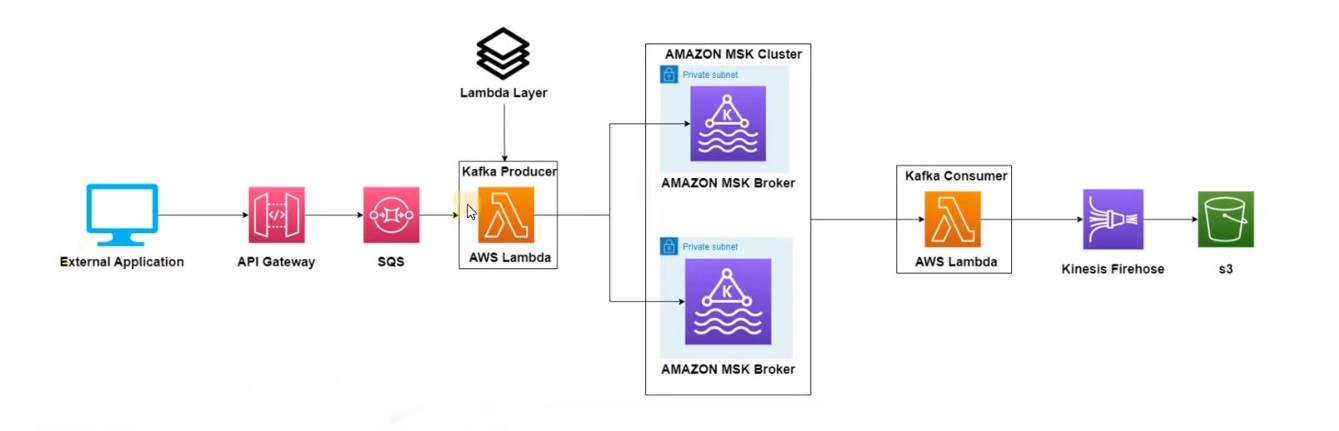 AMAZON MSK Cluster
Private subnet
K
Lambda Layer
Kafka Producer
AMAZON MSK Broker
Kafka Consumer
</>
External Application
API Gateway
SQS
AWS Lambda
Private subnet
K
AMAZON MSK Broker
AWS Lambda
Kinesis Firehose
s3